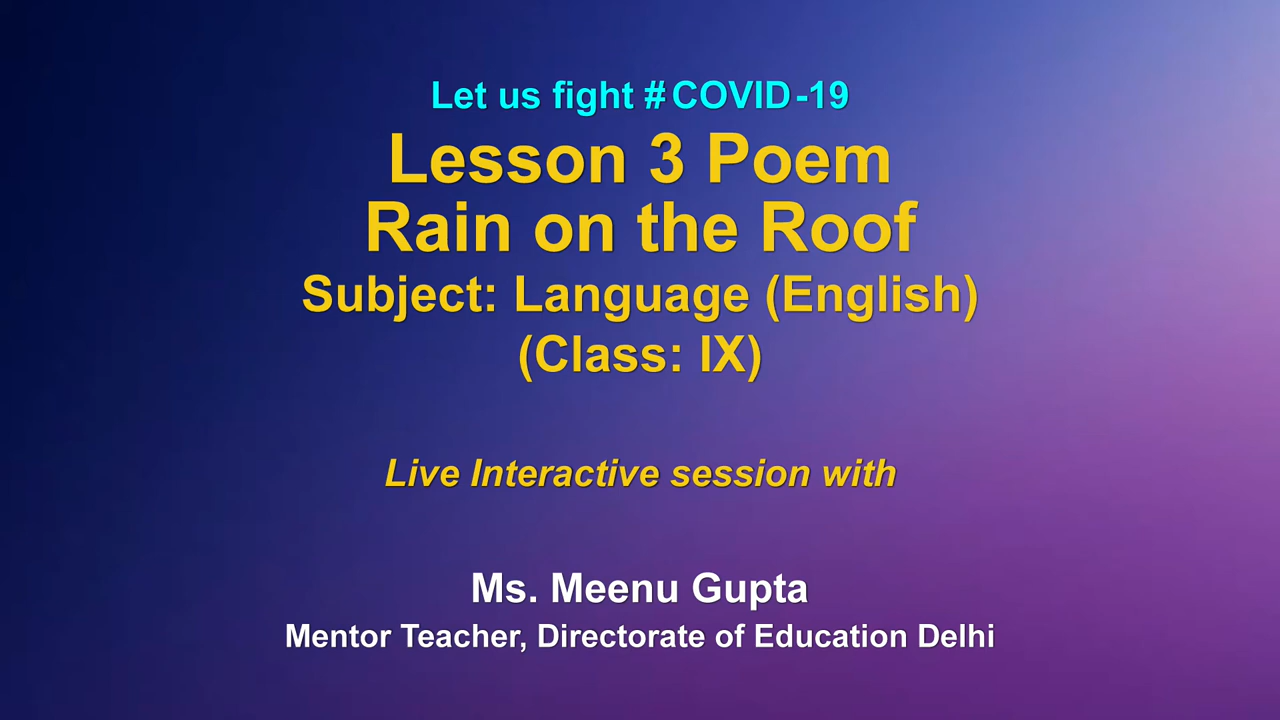 Let us fight #COVID-19
Lesson 3 Poem
Rain on the Roof
Subject: Language (English)
(Class: IX)
Live Interactive session with
Ms. Meenu Gupta
Mentor Teacher, Directorate of Education Delhi